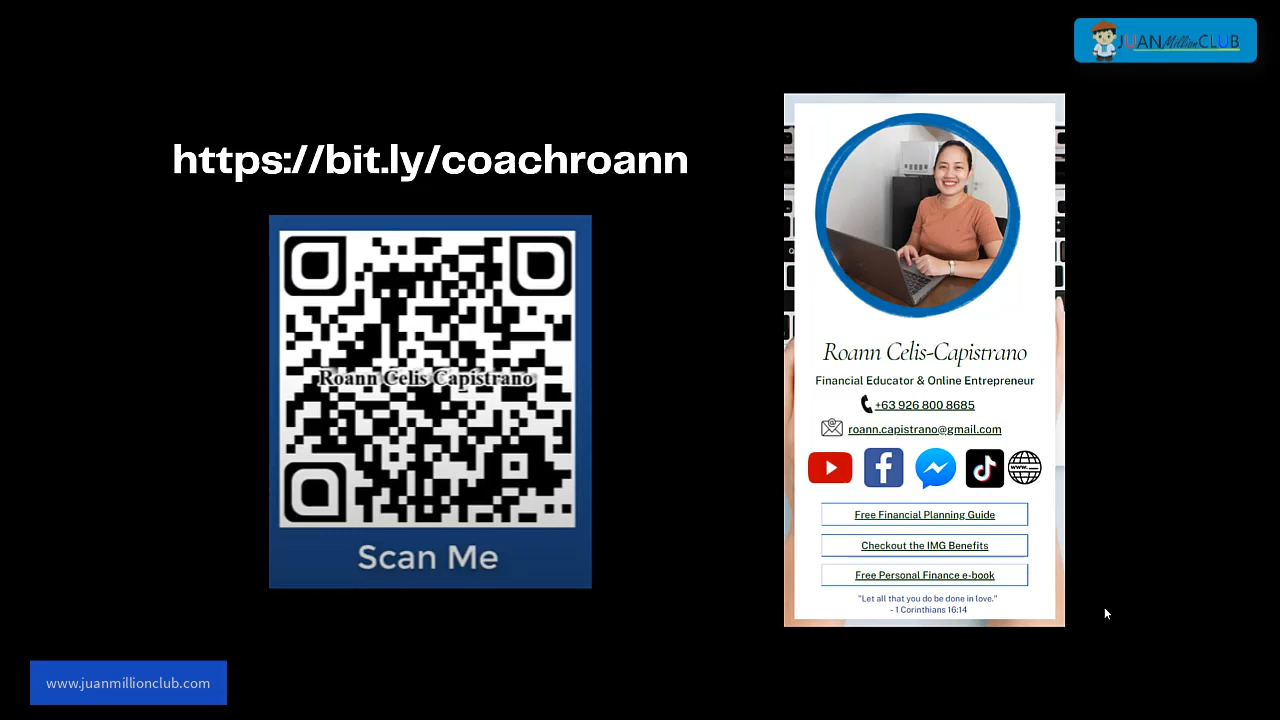 JUAN Million CLUB
https://bit.ly/coachroann
Roann Celis Capistrano
Scan Me
Roann Celis-Capistrano
Financial Educator & Online Entrepreneur
+63 926 800 8685
roann.capistrano@gmail.com
www.
Free Financial Planning Guide
Checkout the IMG Benefits
Free Personal Finance e-book
"Let all that you do be done in love."
- 1 Corinthians 16:14
www.juanmillionclub.com